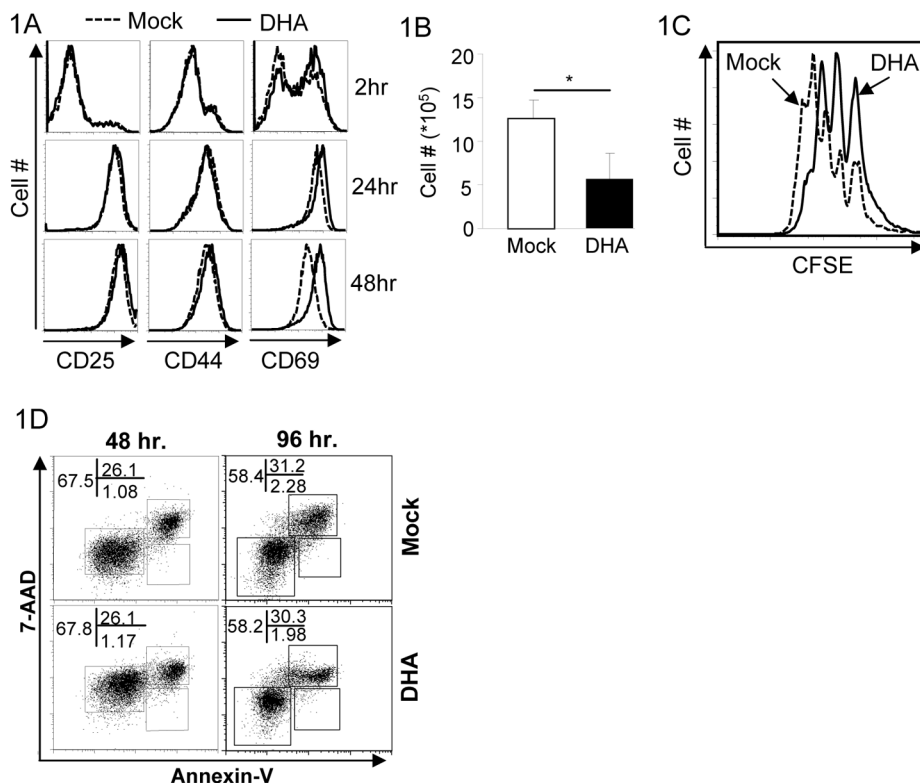 1A
Mock DHA
2hr
24hr
48hr
Cell #
CD25 CD44 CD69
1B
Cell # (*10⁵)
20
15
10
5
0
*
Mock DHA
1C
Mock DHA
Cell #
CFSE
1D
48 hr. 96 hr.
67.5 26.1 1.08
58.4 31.2 2.28
Mock
67.8 26.1 1.17
58.2 30.3 1.98
DHA
7-AAD
Annexin-V